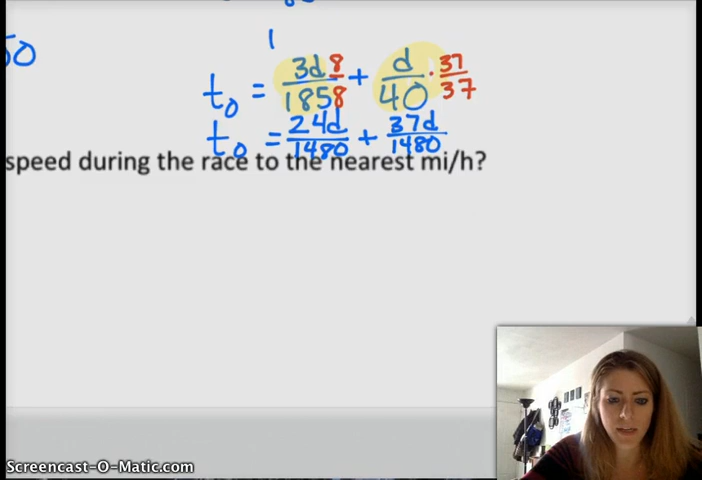 50
t₀ = 3d/185 8/8 + d/40 · 37/37
t₀ = 24d/1480 + 37d/1480
speed during the race to the nearest mi/h?
Screencast-O-Matic.com